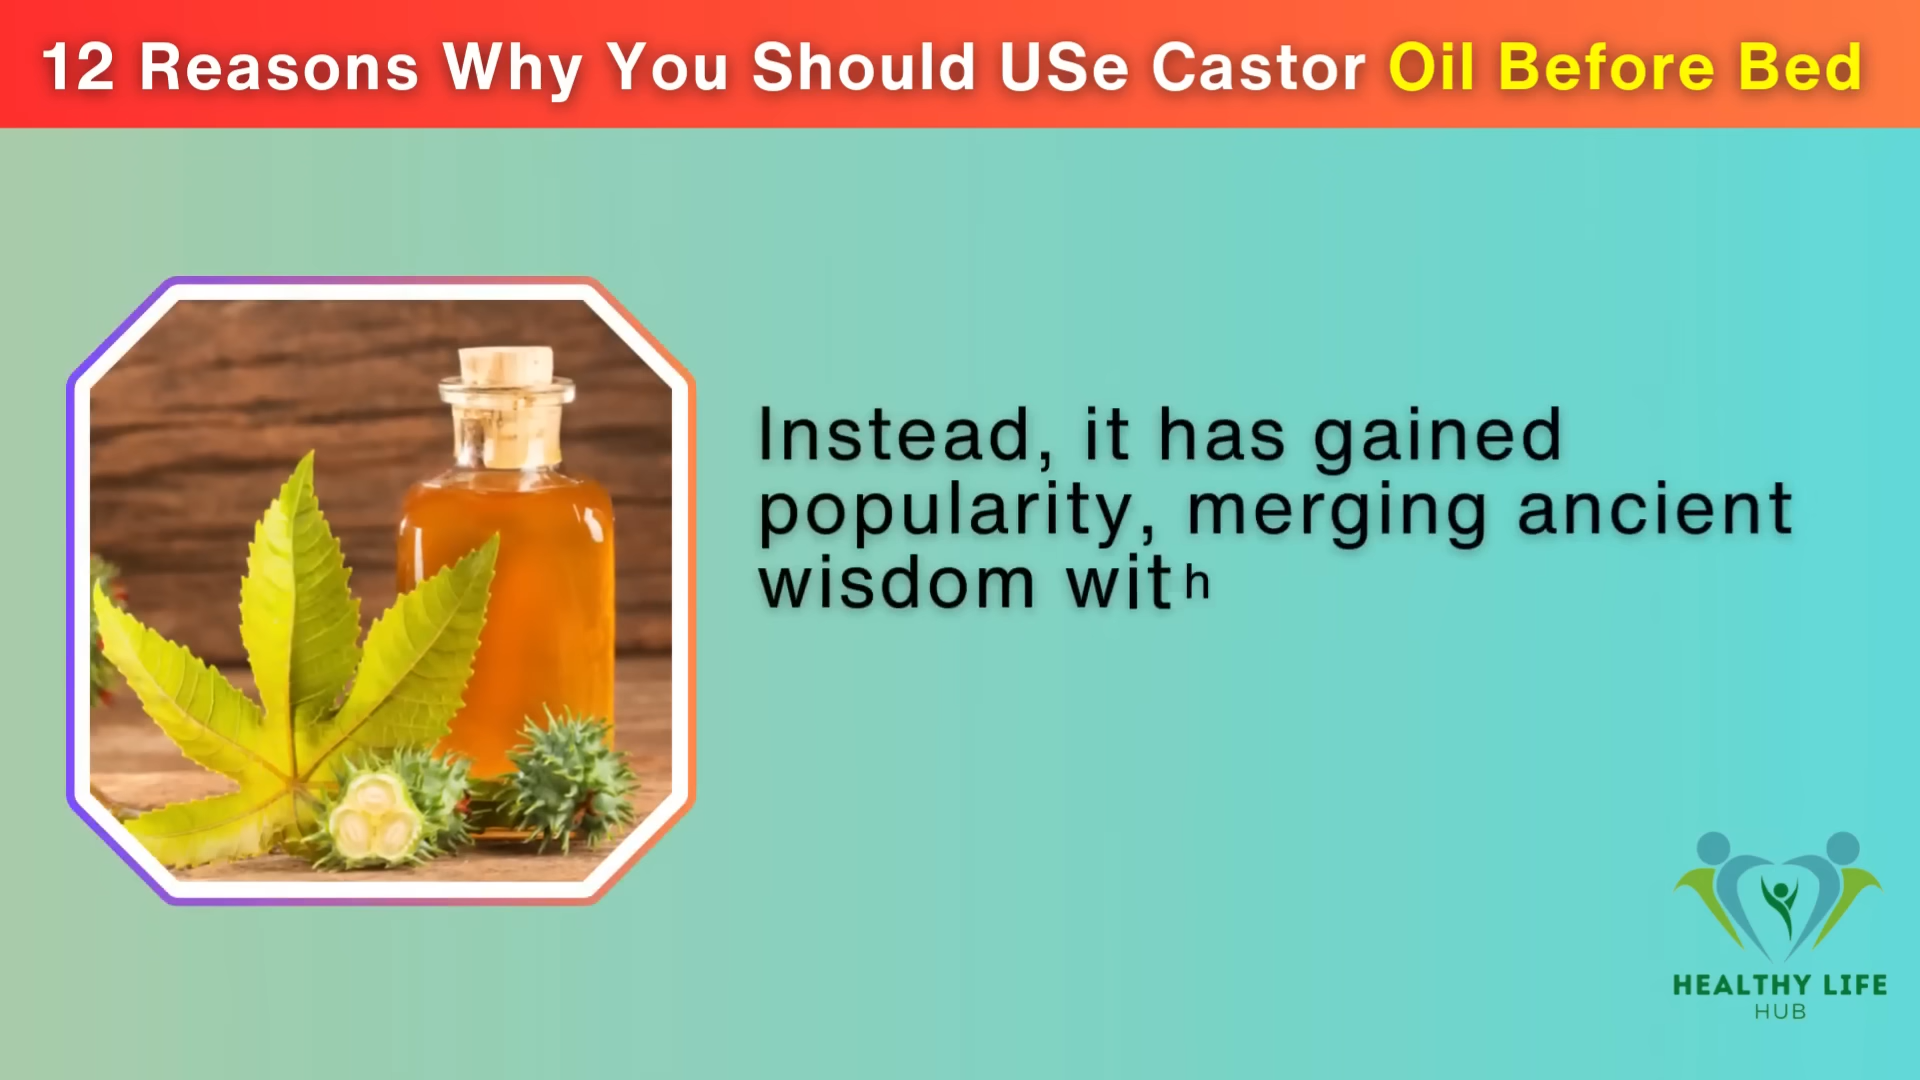 12 Reasons Why You Should USe Castor Oil Before Bed
Instead, it has gained
popularity, merging ancient
wisdom with
HEALTHY LIFE
HUB